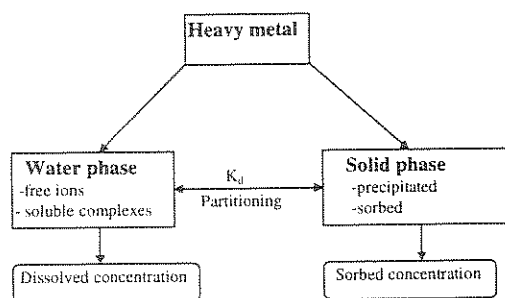 Heavy metal
Water phase
-free ions
- soluble complexes
K_d
Partitioning
Solid phase
-precipitated
-sorbed
Dissolved concentration
Sorbed concentration